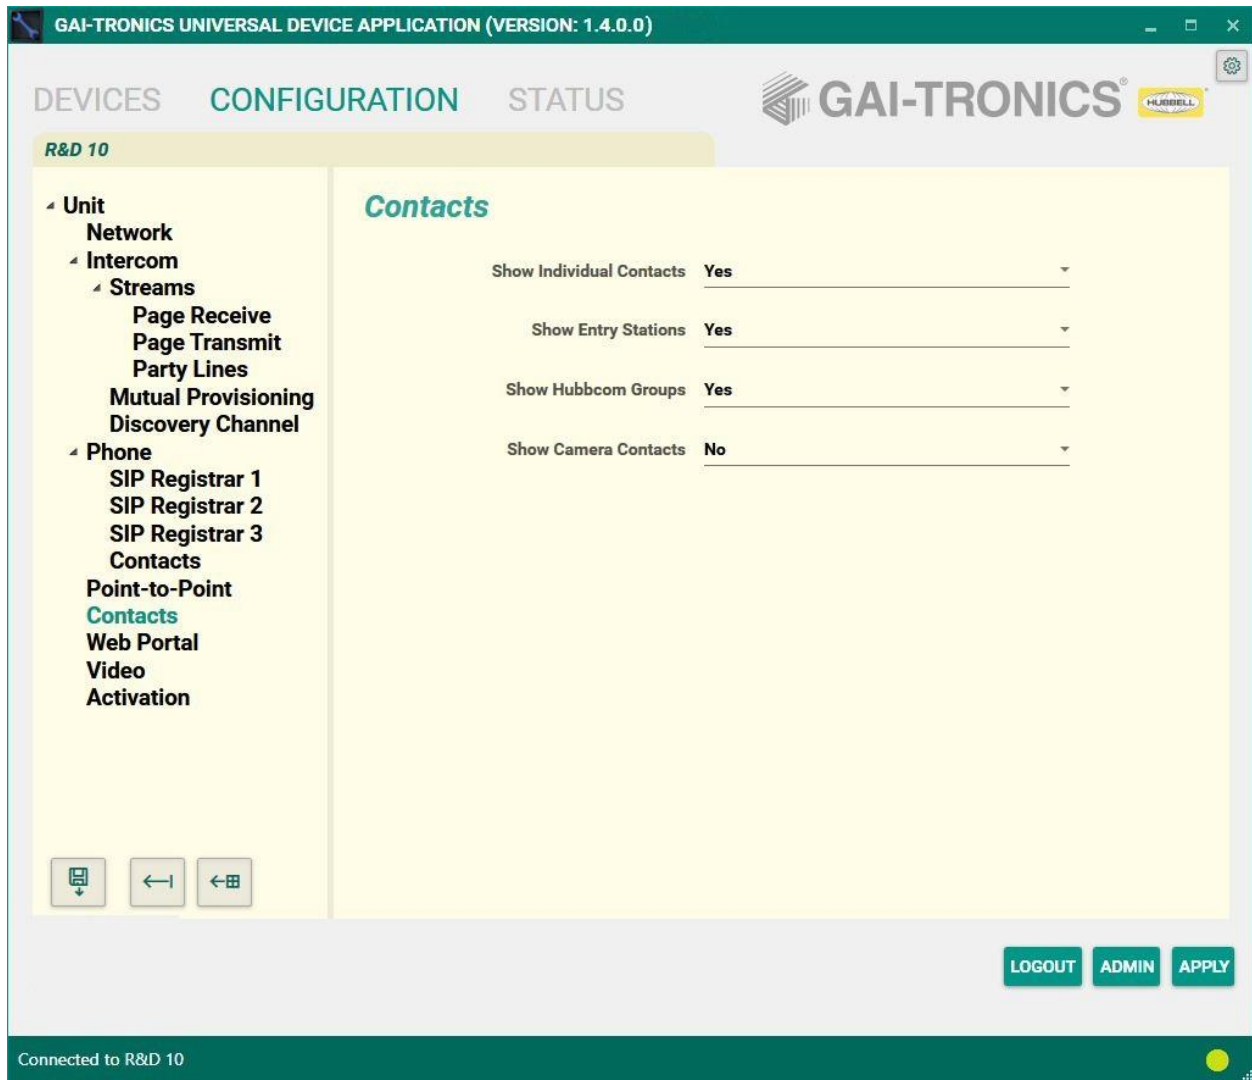 GAI-TRONICS UNIVERSAL DEVICE APPLICATION (VERSION: 1.4.0.0)
DEVICES CONFIGURATION STATUS
GAI-TRONICS®
HUBBELL®
R&D 10
Unit
Network
Intercom
Streams
Page Receive
Page Transmit
Party Lines
Mutual Provisioning
Discovery Channel
Phone
SIP Registrar 1
SIP Registrar 2
SIP Registrar 3
Contacts
Point-to-Point
Contacts
Web Portal
Video
Activation
Contacts
Show Individual Contacts Yes
Show Entry Stations Yes
Show Hubbcom Groups Yes
Show Camera Contacts No
LOGOUT ADMIN APPLY
Connected to R&D 10